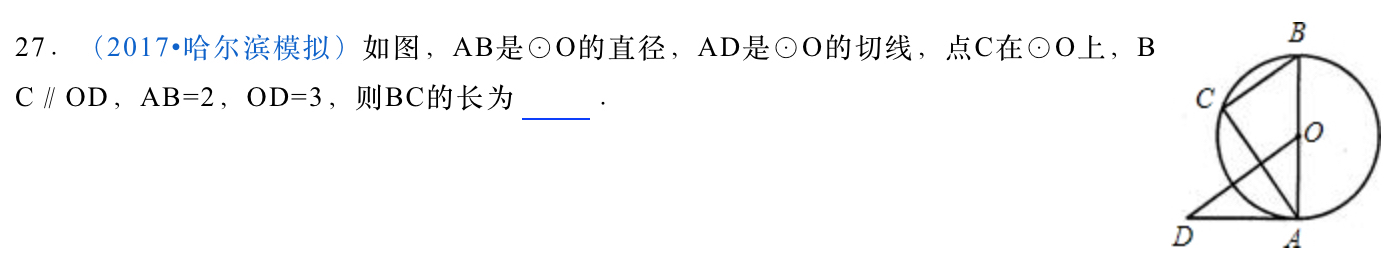 27．（2017•哈尔滨模拟）如图，AB是⊙O的直径，AD是⊙O的切线，点C在⊙O上，B
C∥OD，AB=2，OD=3，则BC的长为 ______ ．
B
C
O
D
A